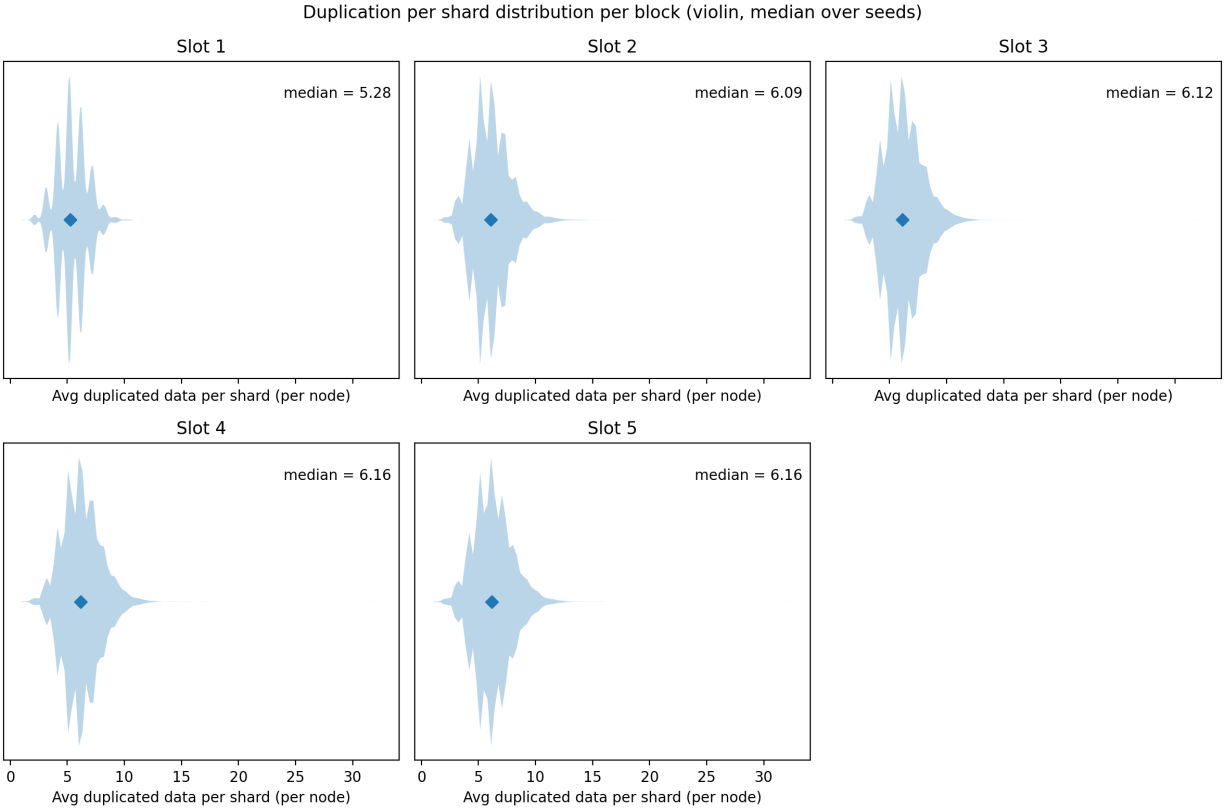 Duplication per shard distribution per block (violin, median over seeds)
Slot 1
Slot 2
Slot 3
median = 5.28
median = 6.09
median = 6.12
Avg duplicated data per shard (per node)
Avg duplicated data per shard (per node)
Avg duplicated data per shard (per node)
Slot 4
Slot 5
median = 6.16
median = 6.16
0 5 10 15 20 25 30
0 5 10 15 20 25 30
Avg duplicated data per shard (per node)
Avg duplicated data per shard (per node)